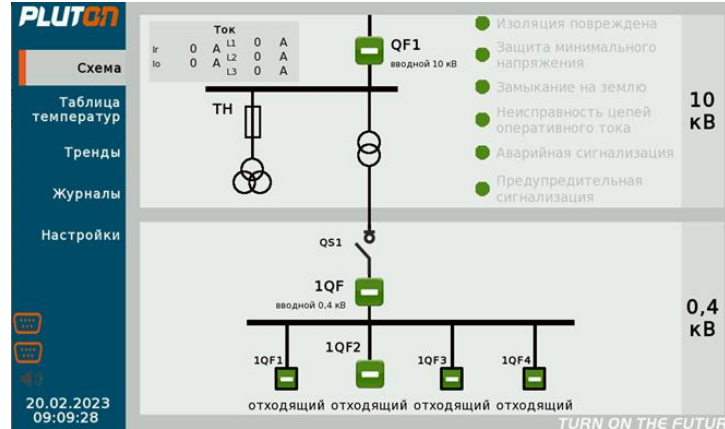 PLUTON
Схема
Таблица
температур
Тренды
Журналы
Настройки
20.02.2023
09:09:28
Ток
Ir 0 A L1 0 A
Io 0 A L2 0 A
L3 0 A
QF1
вводной 10 кВ
ТН
Изоляция повреждена
Защита минимального
напряжения
Замыкание на землю
Неисправность цепей
оперативного тока
Аварийная сигнализация
Предупредительная
сигнализация
10
кВ
QS1
1QF
вводной 0,4 кВ
1QF1
1QF2
1QF3
1QF4
отходящий отходящий отходящий отходящий
0,4
кВ
TURN ON THE FUTUR